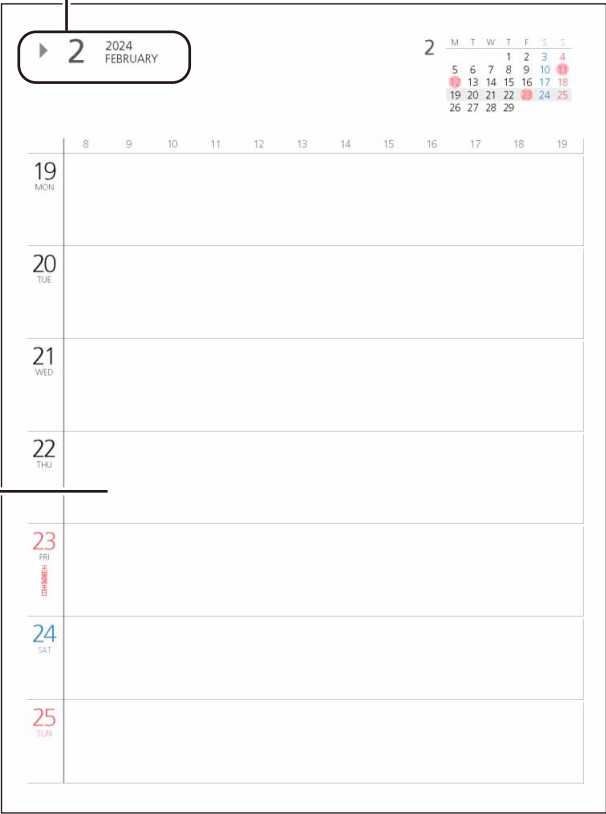 2 2024
FEBRUARY
2
M T W T F S S
1 2 3 4
5 6 7 8 9 10 11
12 13 14 15 16 17 18
19 20 21 22 23 24 25
26 27 28 29
8 9 10 11 12 13 14 15 16 17 18 19
19
MON
20
TUE
21
WED
22
THU
23
FRI
24
SAT
25
SUN